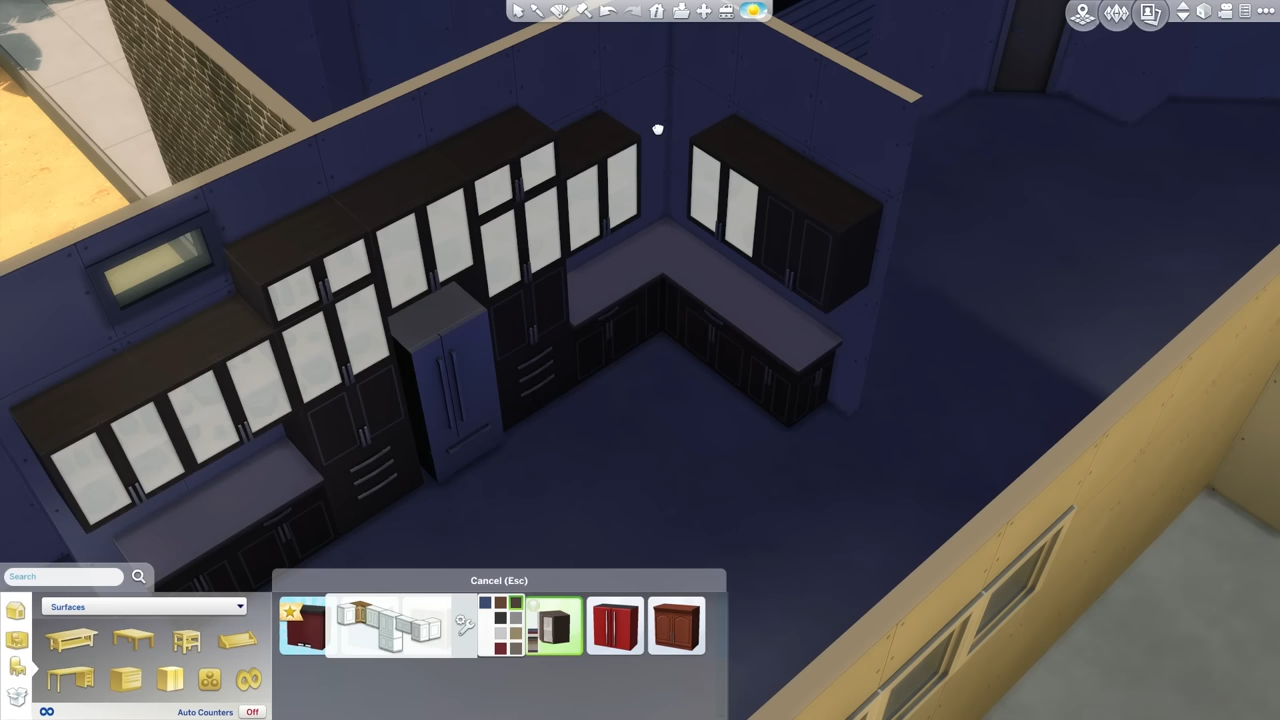 Cancel (Esc)
Search
Surfaces
Auto Counters
Off